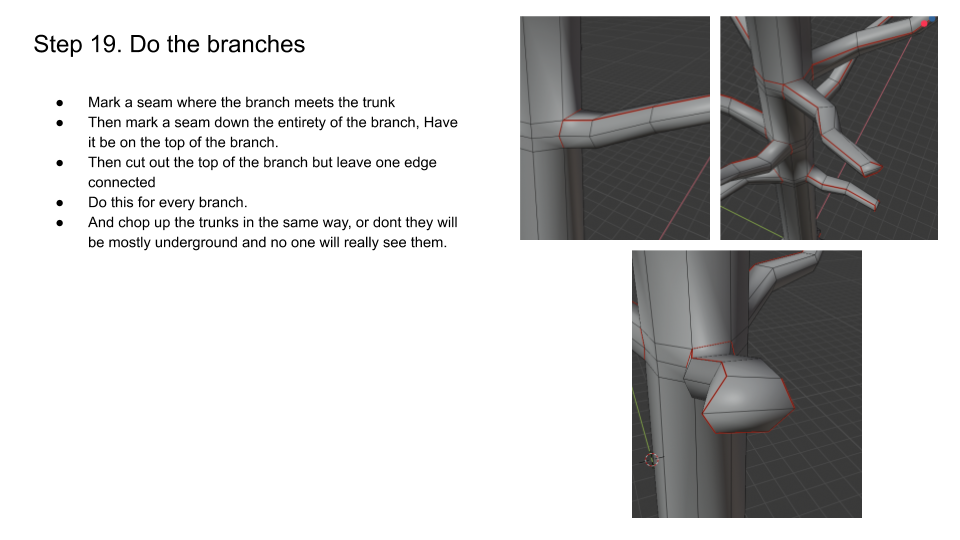 Step 19. Do the branches
● Mark a seam where the branch meets the trunk
● Then mark a seam down the entirety of the branch, Have
it be on the top of the branch.
● Then cut out the top of the branch but leave one edge
connected
● Do this for every branch.
● And chop up the trunks in the same way, or dont they will
be mostly underground and no one will really see them.